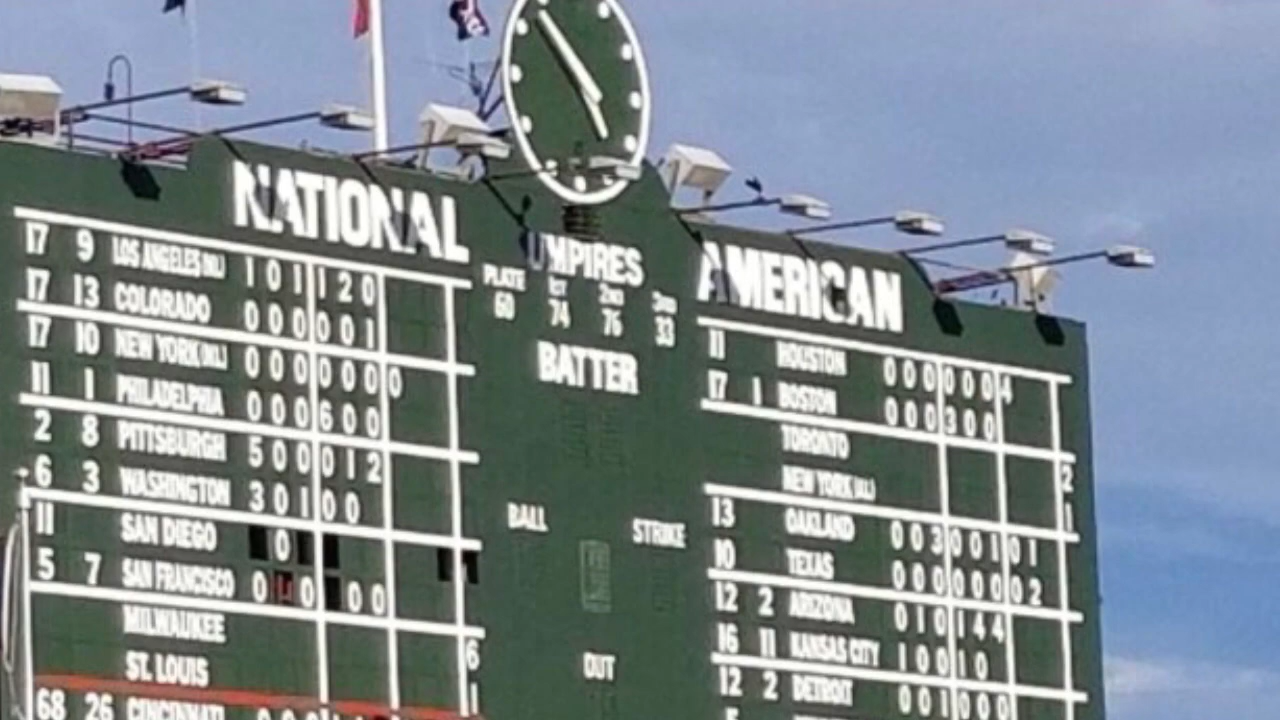 NATIONAL
17 9 LOS ANGELES (NL) 1 0 1 1 2 0
17 13 COLORADO 0 0 0 0 0 1
17 10 NEW YORK (NL) 0 0 0 0 0 0 0
11 1 PHILADELPHIA 0 0 0 6 0 0
2 8 PITTSBURGH 5 0 0 0 1 2
6 3 WASHINGTON 3 0 1 0 0
11 SAN DIEGO 0
5 7 SAN FRANCISCO 0 0 0 0
MILWAUKEE 6
ST. LOUIS 1
68 26 CINCINNATI
UMPIRES
PLATE 1ST 2ND 3RD
60 74 76 33
BATTER
BALL STRIKE
OUT
AMERICAN
11 HOUSTON 0 0 0 0 0 0 4
17 1 BOSTON 0 0 0 3 0 0
TORONTO 2
NEW YORK (AL) 1
13 OAKLAND 0 0 3 0 0 1 0 1
10 TEXAS 0 0 0 0 0 0 0 2
12 2 ARIZONA 0 1 0 1 4 4
16 11 KANSAS CITY 1 0 0 1 0
12 2 DETROIT 0 0 1 0 0 0